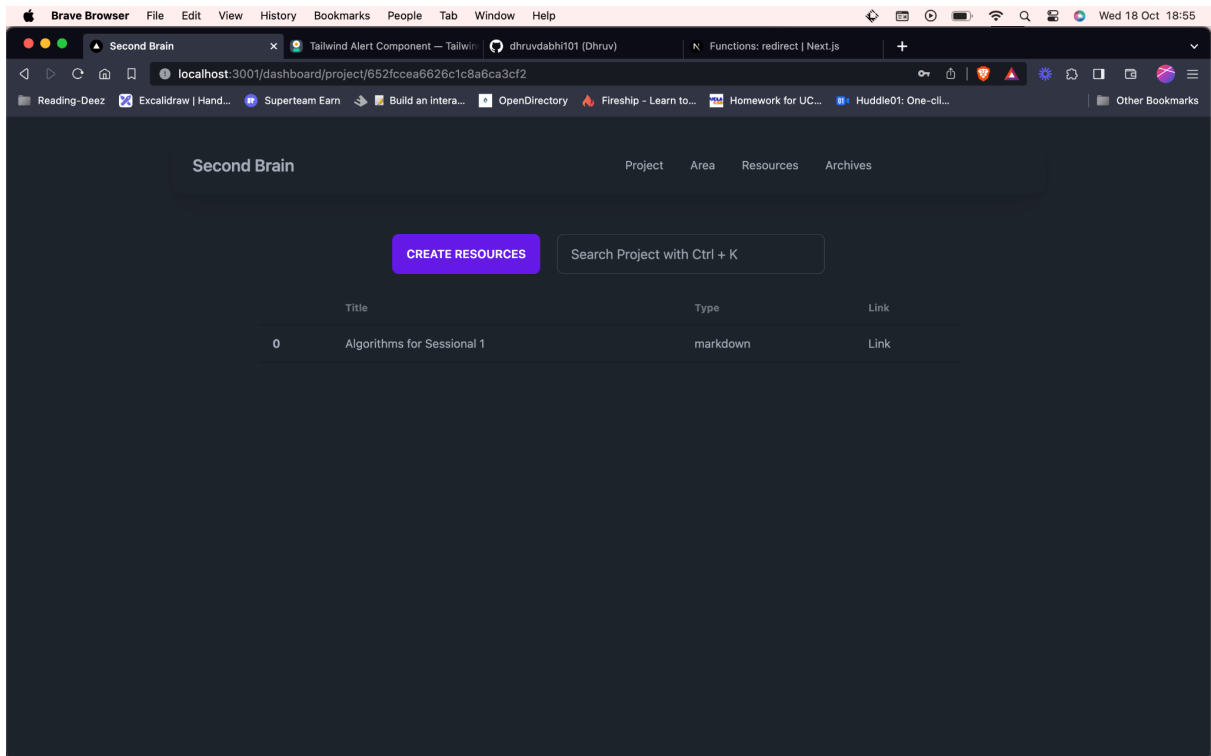 Brave Browser File Edit View History Bookmarks People Tab Window Help Wed 18 Oct 18:55
Second Brain Tailwind Alert Component — Tailwin dhruvdabhi101 (Dhruv) Functions: redirect | Next.js
localhost:3001/dashboard/project/652fccea6626c1c8a6ca3cf2
Reading-Deez Excalidraw | Hand... Superteam Earn Build an intera... OpenDirectory Fireship - Learn to... Homework for UC... Huddle01: One-cli... Other Bookmarks
Second Brain Project Area Resources Archives
CREATE RESOURCES Search Project with Ctrl + K
Title Type Link
0 Algorithms for Sessional 1 markdown Link